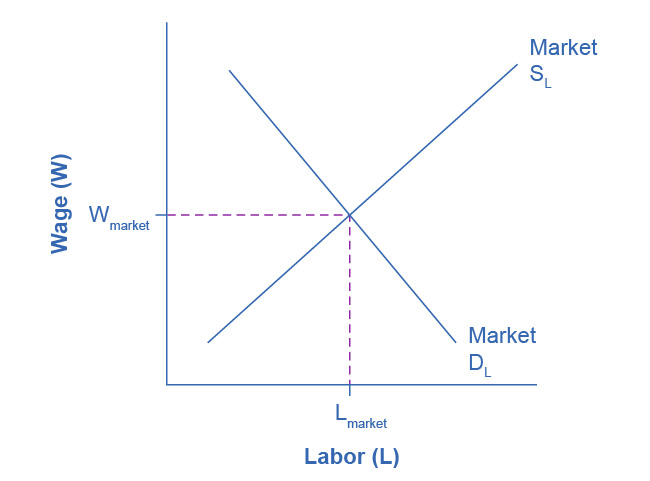 Market
S_L
Wage (W)
W_market
Market
D_L
L_market
Labor (L)